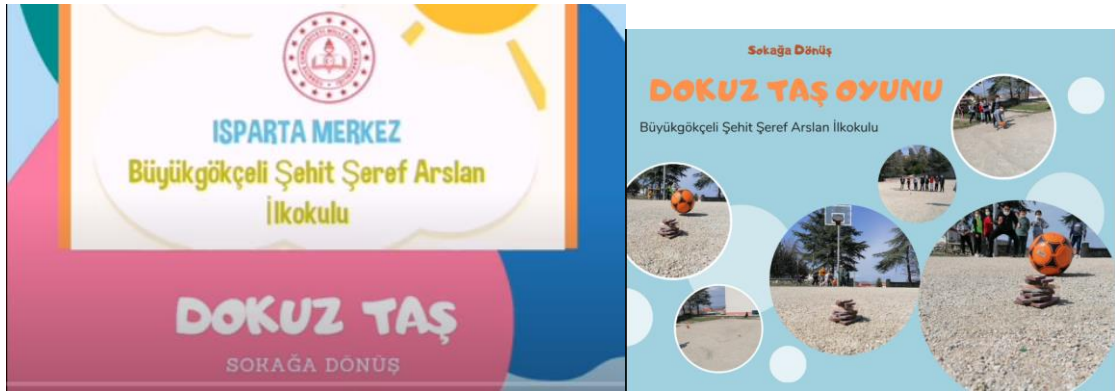 ISPARTA MERKEZ
Büyükgökçeli Şehit Şeref Arslan
İlkokulu
DOKUZ TAŞ
SOKAĞA DÖNÜŞ
Sokağa Dönüş
DOKUZ TAŞ OYUNU
Büyükgökçeli Şehit Şeref Arslan İlkokulu